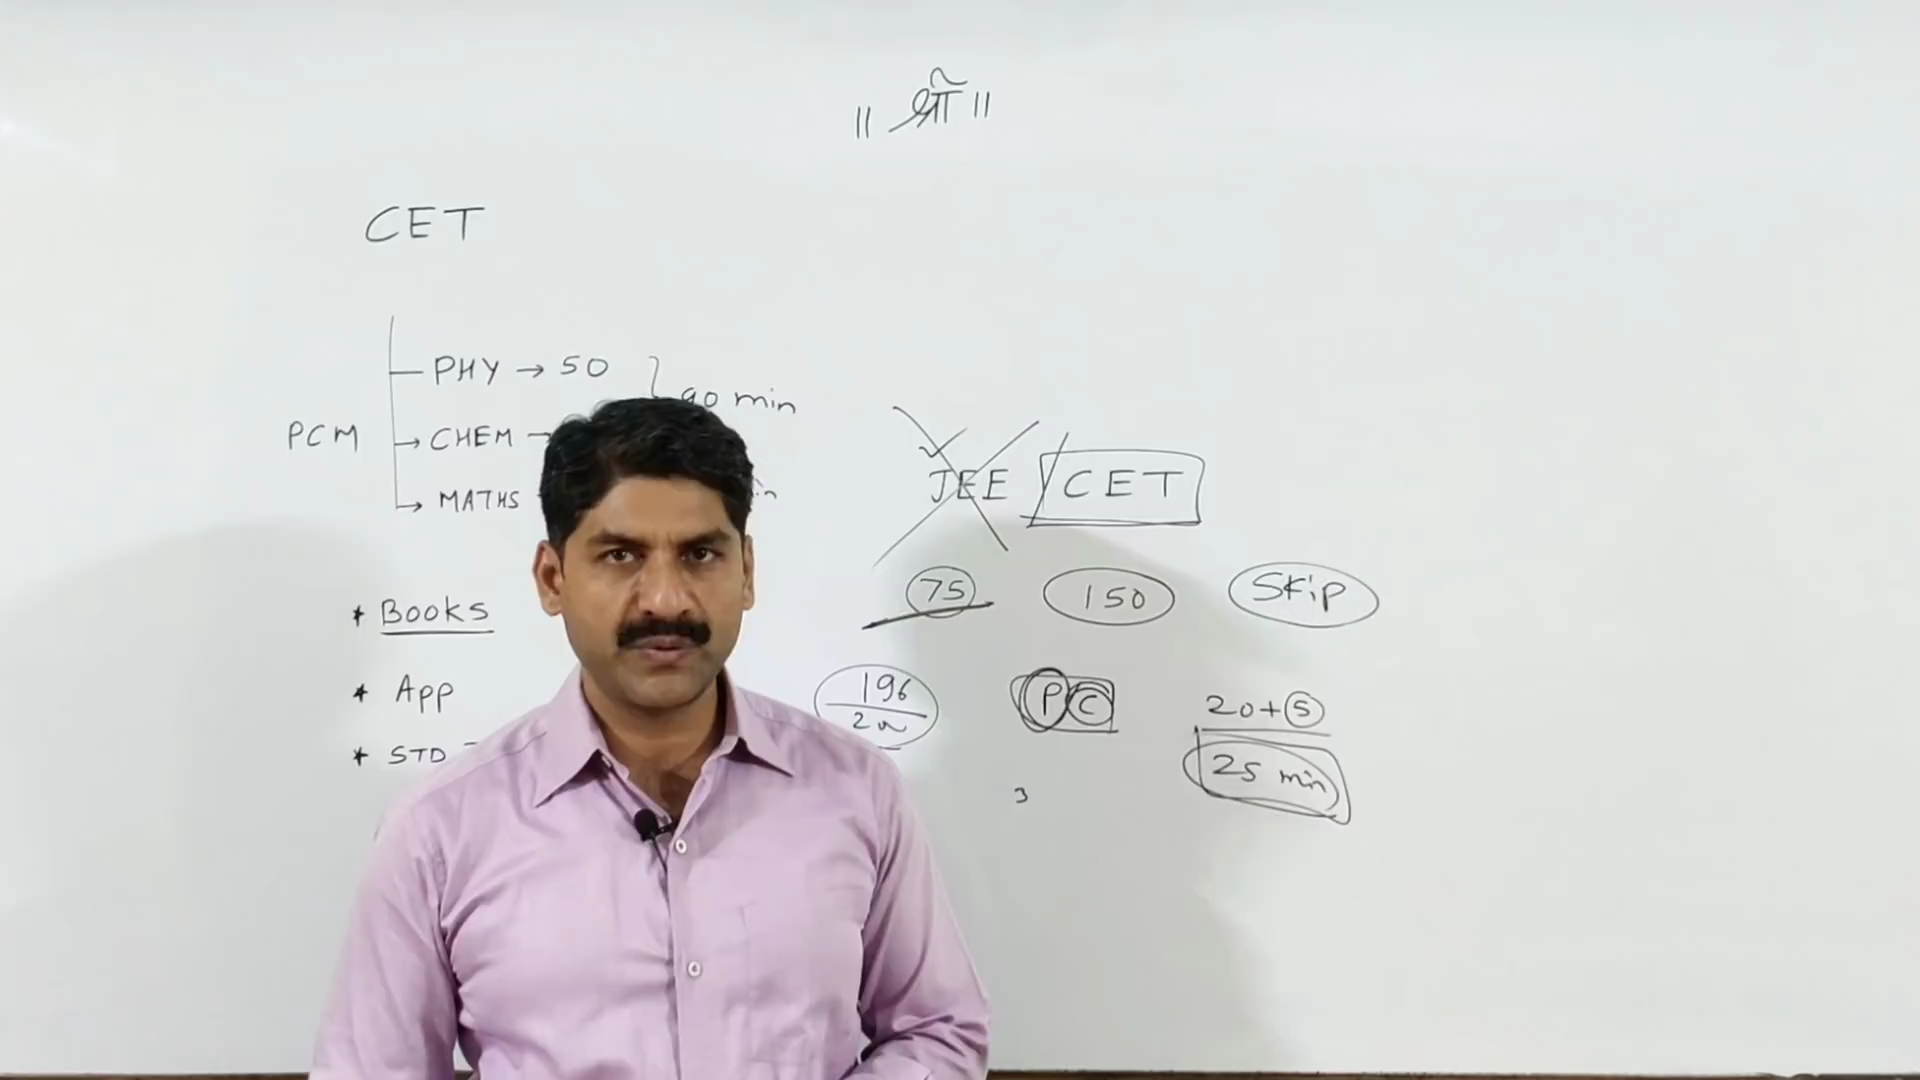 ॥ श्री ॥
CET
PHY → 50
90 min
PCM
→ CHEM →
→ MATHS
JEE / CET
75 150 Skip
* Books
* App
196
P C
20+5
* STD
25 min
3